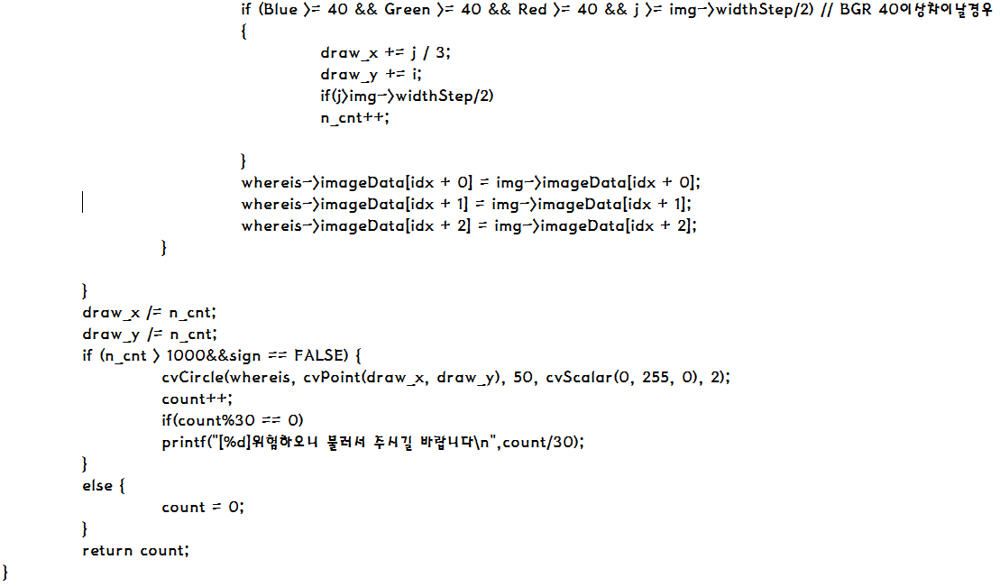 if (Blue >= 40 && Green >= 40 && Red >= 40 && j >= img->widthStep/2) // BGR 40이상차이날경우
{
draw_x += j / 3;
draw_y += i;
if(j>img->widthStep/2)
n_cnt++;
}
whereis->imageData[idx + 0] = img->imageData[idx + 0];
whereis->imageData[idx + 1] = img->imageData[idx + 1];
whereis->imageData[idx + 2] = img->imageData[idx + 2];
}
}
draw_x /= n_cnt;
draw_y /= n_cnt;
if (n_cnt > 1000&&sign == FALSE) {
cvCircle(whereis, cvPoint(draw_x, draw_y), 50, cvScalar(0, 255, 0), 2);
count++;
if(count%30 == 0)
printf("[%d]위험하오니 물러서 주시길 바랍니다\n",count/30);
}
else {
count = 0;
}
return count;
}